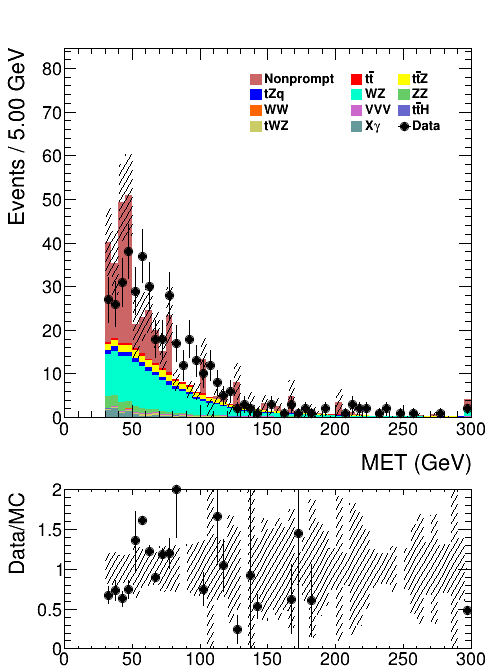 Events / 5.00 GeV
80
70
60
50
40
30
20
10
0
Nonprompt tt̄ tt̄Z
tZq WZ ZZ
WW VVV tt̄H
tWZ Xγ Data
0 50 100 150 200 250 300
MET (GeV)
Data/MC
2
1.5
1
0.5
0
0 50 100 150 200 250 300